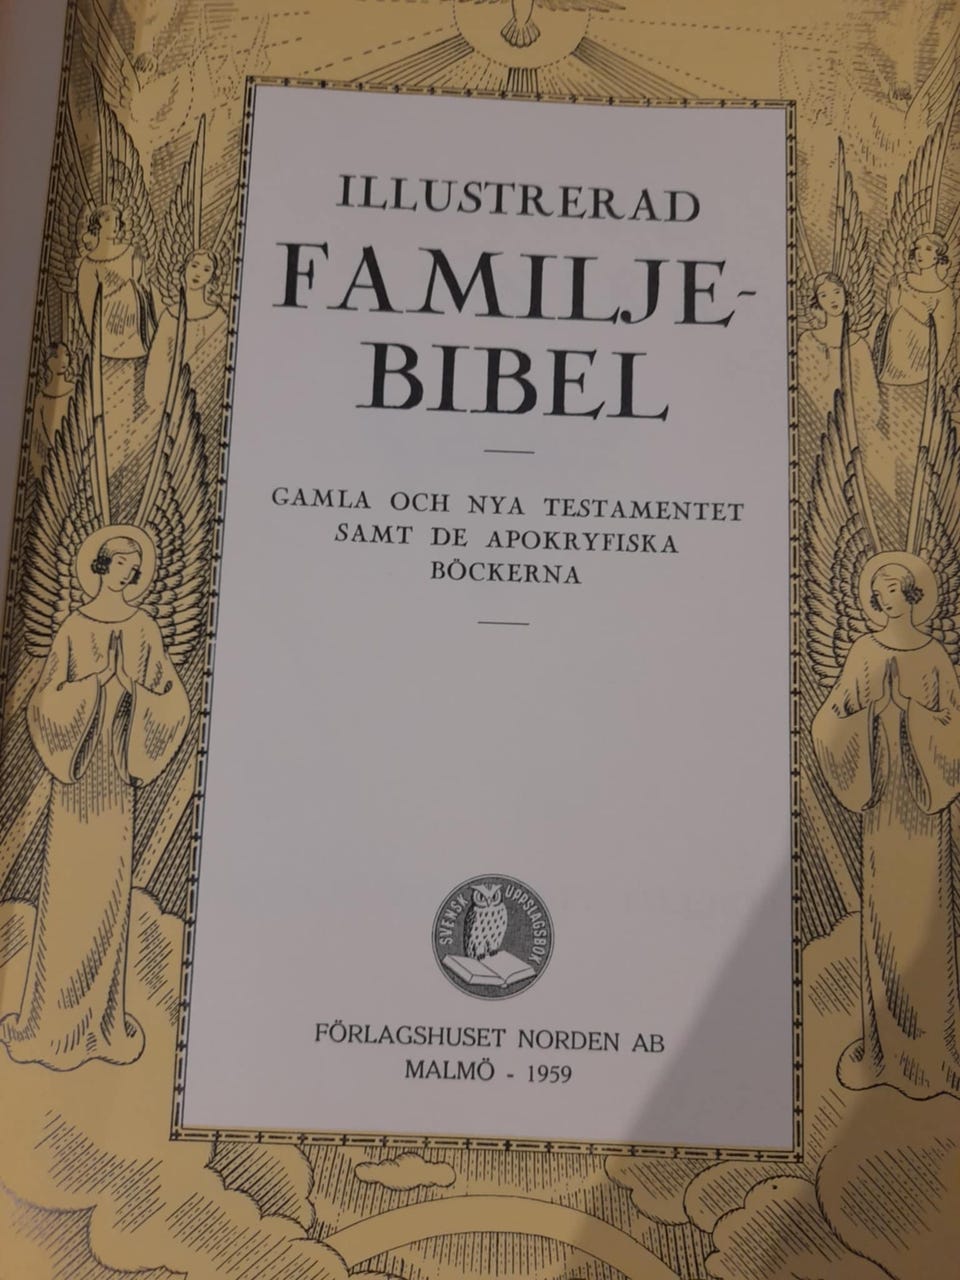 ILLUSTRERAD
FAMILJE-
BIBEL
GAMLA OCH NYA TESTAMENTET
SAMT DE APOKRYFISKA
BÖCKERNA
SVENSK UPPSLAGSBOK
FÖRLAGSHUSET NORDEN AB
MALMÖ - 1959